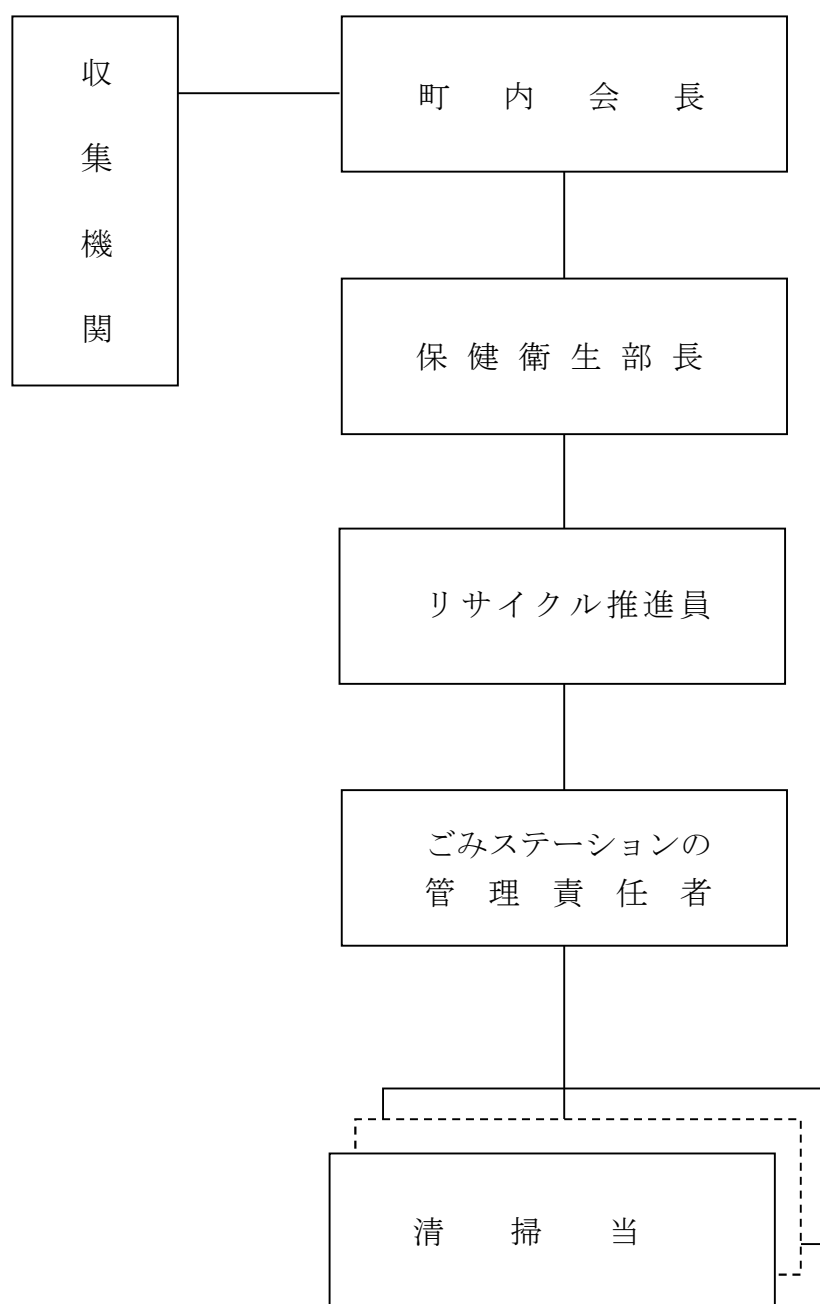 収集機関
町内会長
保健衛生部長
リサイクル推進員
ごみステーションの
管理責任者
清掃当